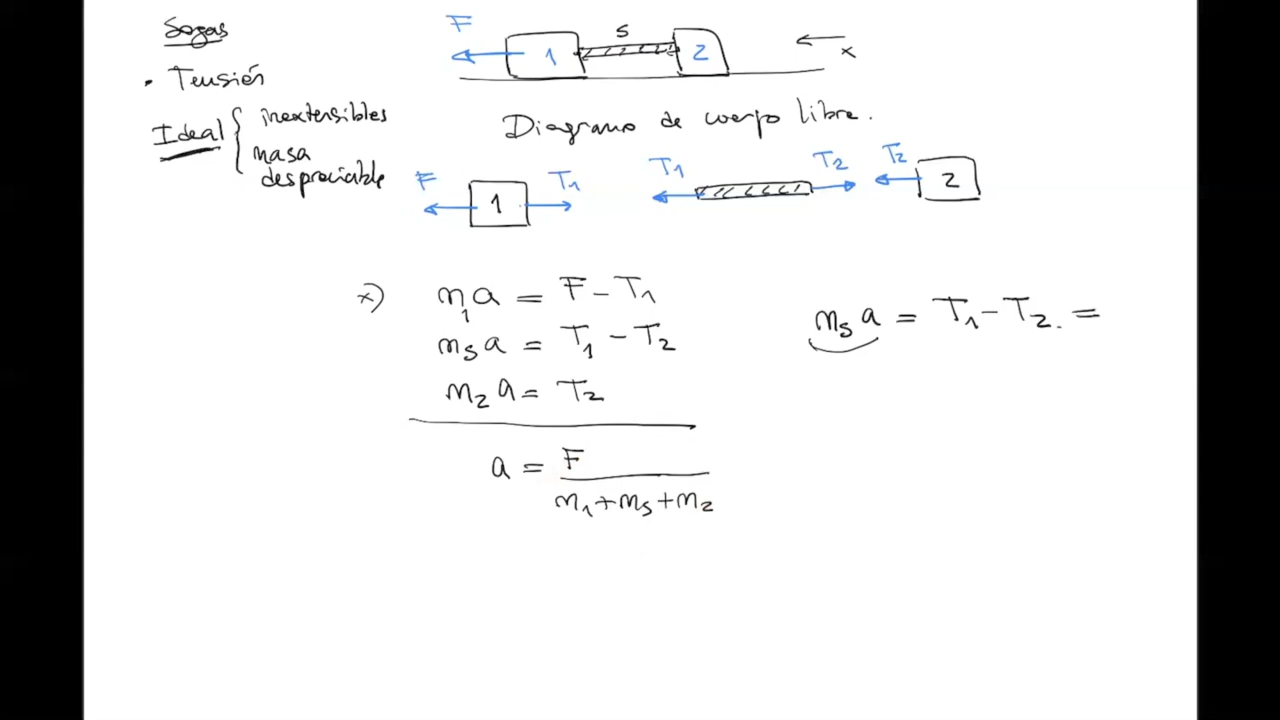 Sogas
• Tensión
Ideal { inextensibles
masa
despreciable
F
1
S
2
x
Diagrama de cuerpo libre.
F 1 T₁
T₁ T₂
T₂ 2
x) m₁a = F - T₁
mₛa = T₁ - T₂
m₂a = T₂
a = F
m₁+mₛ+m₂
mₛa = T₁ - T₂. =